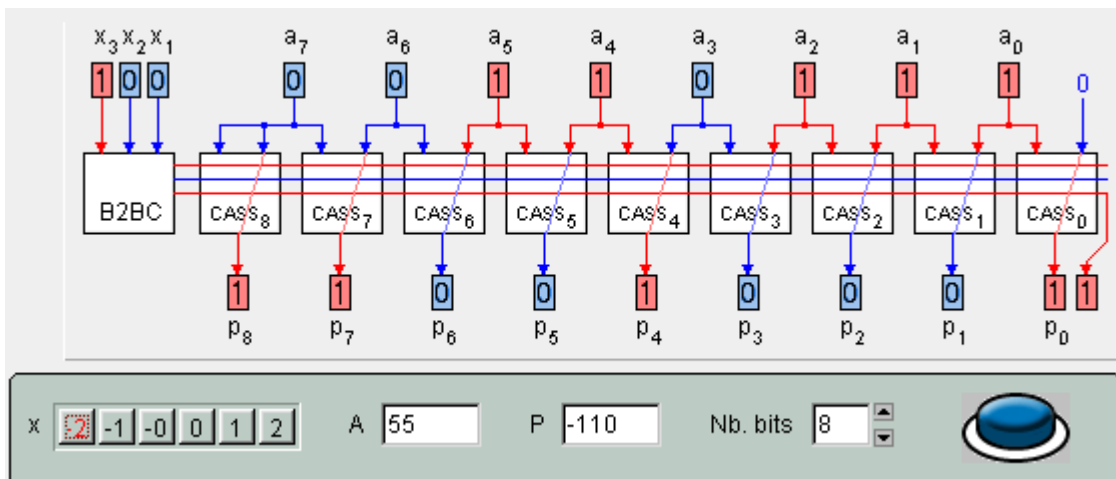 x3 x2 x1 a7 a6 a5 a4 a3 a2 a1 a0
1 0 0 0 0 1 1 0 1 1 1 0
B2BC CASS8 CASS7 CASS6 CASS5 CASS4 CASS3 CASS2 CASS1 CASS0
1 1 0 0 1 0 0 0 1 1
p8 p7 p6 p5 p4 p3 p2 p1 p0
x -2 -1 -0 0 1 2 A 55 P -110 Nb. bits 8